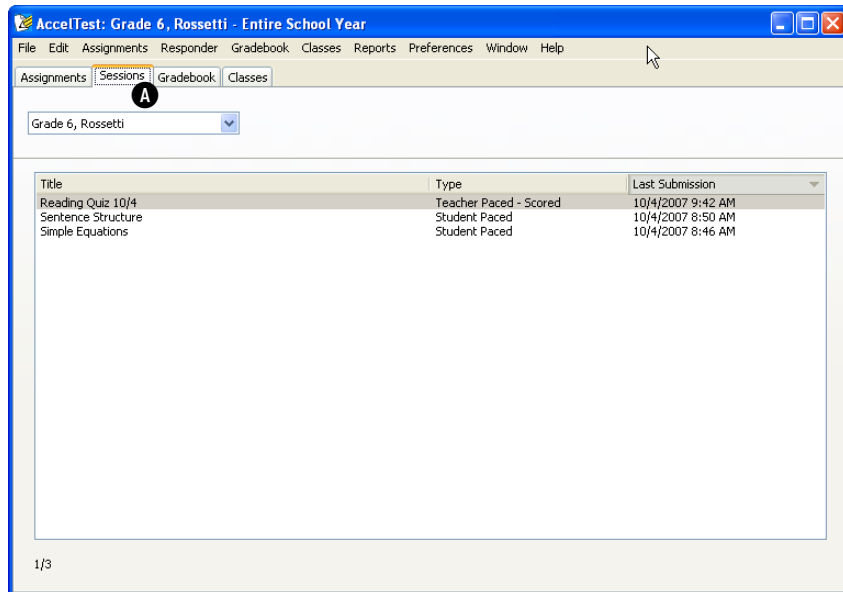 AccelTest: Grade 6, Rossetti - Entire School Year
File Edit Assignments Responder Gradebook Classes Reports Preferences Window Help
Assignments Sessions Gradebook Classes
A
Grade 6, Rossetti
Title Type Last Submission
Reading Quiz 10/4 Teacher Paced - Scored 10/4/2007 9:42 AM
Sentence Structure Student Paced 10/4/2007 8:50 AM
Simple Equations Student Paced 10/4/2007 8:46 AM
1/3